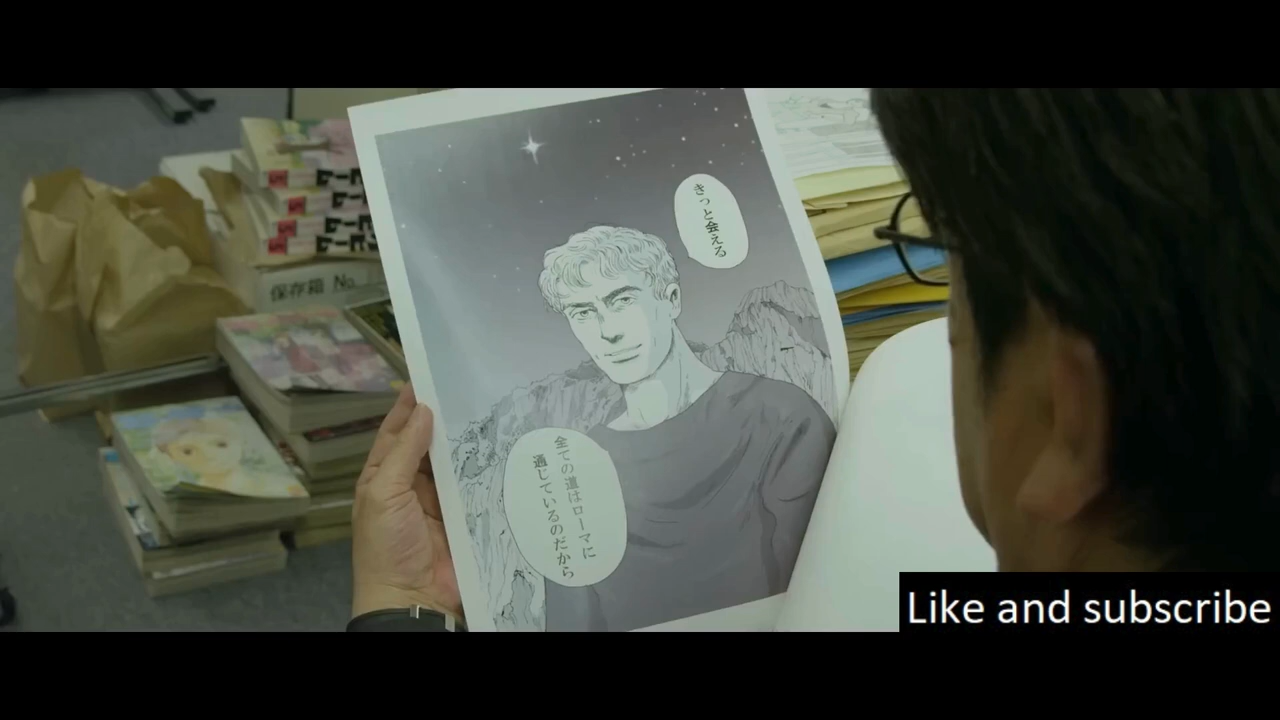 きっと会える
全ての道はローマに
通じているのだから
保存箱 No
Like and subscribe